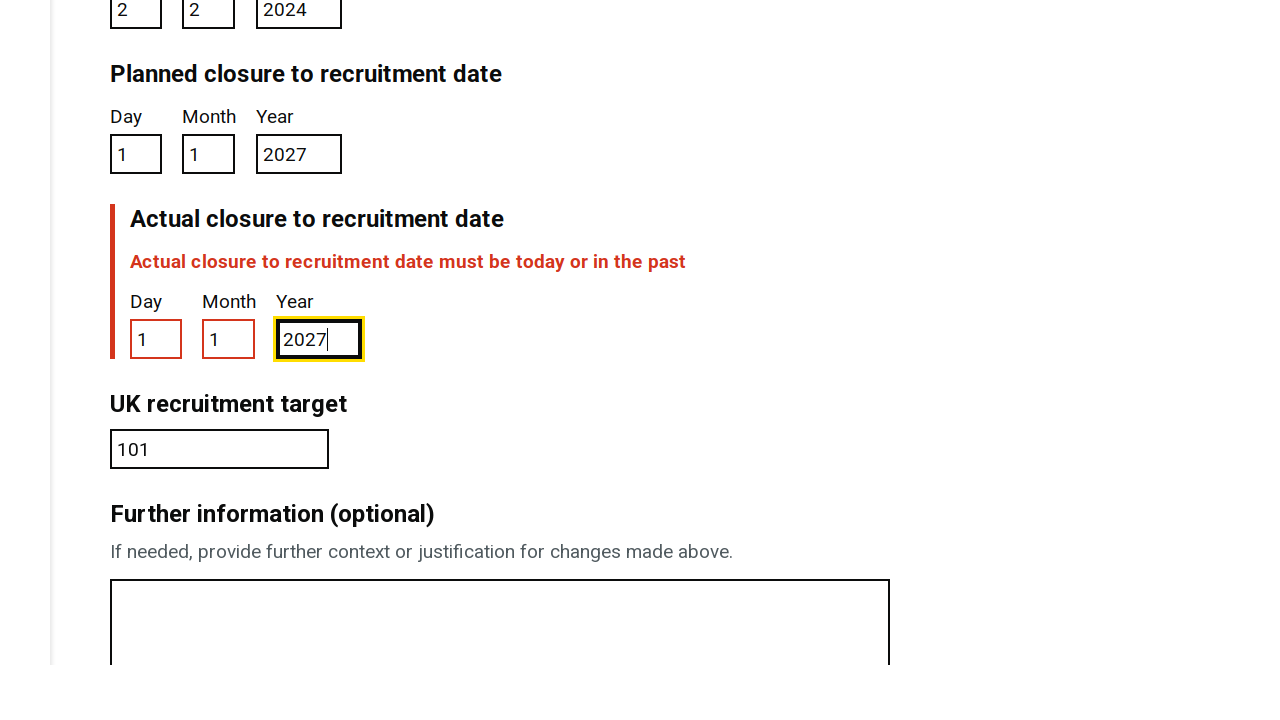 2 2 2024
Planned closure to recruitment date
Day Month Year
1 1 2027
Actual closure to recruitment date
Actual closure to recruitment date must be today or in the past
Day Month Year
1 1 2027
UK recruitment target
101
Further information (optional)
If needed, provide further context or justification for changes made above.